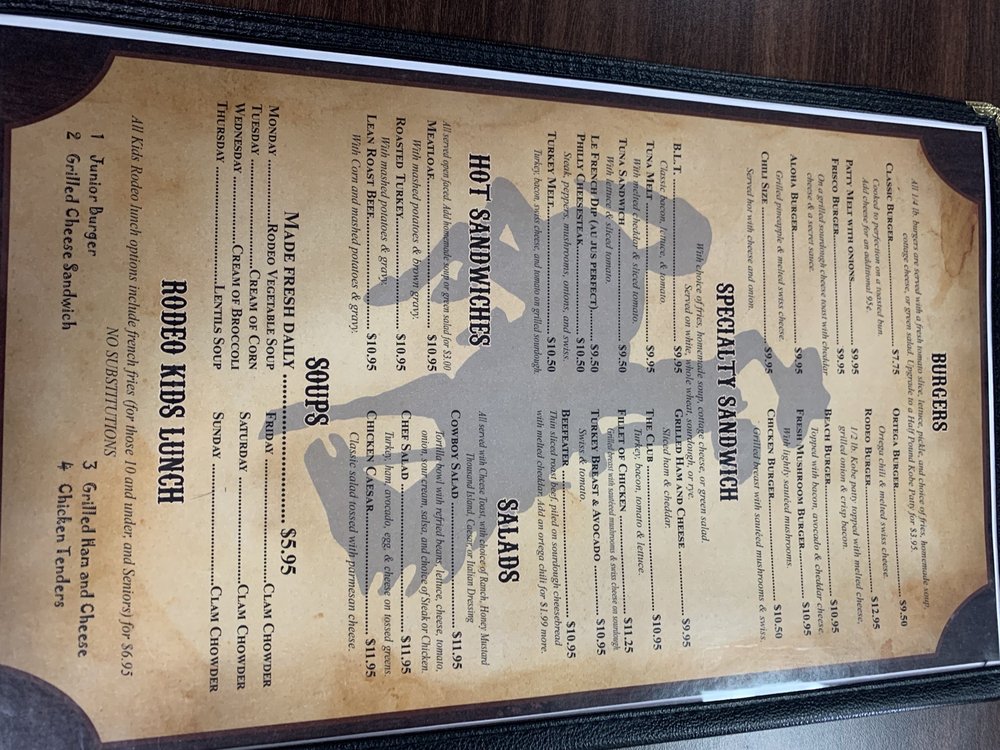 BURGERS
All 1/4 lb. burgers are served with a fresh tomato slice, lettuce, pickle, and choice of fries, homemade soup,
cottage cheese, or green salad. Upgrade to a Half Pound Kobe Patty for $3.95.
CLASSIC BURGER $7.75
Cooked to perfection on a toasted bun.
Add cheese for an additional 95¢.
PATTY MELT WITH ONIONS $9.95
FRISCO BURGER $9.95
On a grilled sourdough cheese toast with cheddar
cheese & a secret sauce.
ALOHA BURGER $9.95
Grilled pineapple & melted swiss cheese.
CHILI SIZE $9.95
Served hot with cheese and onion.
ORTEGA BURGER $9.50
Ortega chili & melted swiss cheese.
RODEO BURGER $12.95
1/2 lb. Kobe patty topped with melted cheese,
grilled onion & crisp bacon.
BEACH BURGER $10.95
Topped with bacon, avocado & cheddar cheese.
FRESH MUSHROOM BURGER $10.95
With lightly sautéed mushrooms.
CHICKEN BURGER $10.50
Grilled breast with sautéed mushrooms & swiss.
SPECIALTY SANDWICH
With choice of fries, homemade soup, cottage cheese, or green salad.
Served on white, whole wheat, sourdough, or rye.
B.L.T. $9.95
Classic bacon, lettuce, & tomato.
TUNA MELT $9.95
With melted cheddar & sliced tomato.
TUNA SANDWICH $9.50
With lettuce & sliced tomato.
LE FRENCH DIP (AU JUS PERFECT) $9.50
PHILLY CHEESESTEAK $10.50
Steak, peppers, mushrooms, onions, and swiss.
TURKEY MELT $10.50
Turkey, bacon, swiss cheese, and tomato on grilled sourdough.
GRILLED HAM AND CHEESE $9.95
Sliced ham & cheddar.
THE CLUB $10.95
Turkey, bacon, tomato & lettuce.
FILLET OF CHICKEN $11.25
Grilled breast with sautéed mushrooms & swiss cheese on sourdough.
TURKEY BREAST & AVOCADO $10.95
Swiss & tomato.
BEEFEATER $10.95
Thin sliced roast beef, piled on sourdough cheesebread
with melted cheddar. Add an ortega chili for $1.99 more.
HOT SANDWICHES
All served open faced. Add homemade soup or green salad for $3.00
MEATLOAF $10.95
With mashed potatoes & brown gravy.
ROASTED TURKEY $10.95
With mashed potatoes & gravy.
LEAN ROAST BEEF $10.95
With Corn and mashed potatoes & gravy.
SALADS
All served with Cheese Toast, with choice of Ranch, Honey Mustard
Thousand Island, Caesar, or Italian Dressing
COWBOY SALAD $11.95
Tortilla bowl with refried beans, lettuce, cheese, tomato,
onion, sour cream, salsa, and choice of Steak or Chicken.
CHEF SALAD $11.95
Turkey, ham, avocado, egg, & cheese on tossed greens.
CHICKEN CAESAR $11.95
Classic salad tossed with parmesan cheese.
SOUPS
MADE FRESH DAILY $5.95
MONDAY RODEO VEGETABLE SOUP
TUESDAY CREAM OF CORN
WEDNESDAY CREAM OF BROCCOLI
THURSDAY LENTILS SOUP
FRIDAY CLAM CHOWDER
SATURDAY CLAM CHOWDER
SUNDAY CLAM CHOWDER
RODEO KIDS LUNCH
All Kids Rodeo lunch options include french fries (for those 10 and under, and Seniors) for $6.95
NO SUBSTITUTIONS
1 Junior Burger
2 Grilled Cheese Sandwich
3 Grilled Ham and Cheese
4 Chicken Tenders